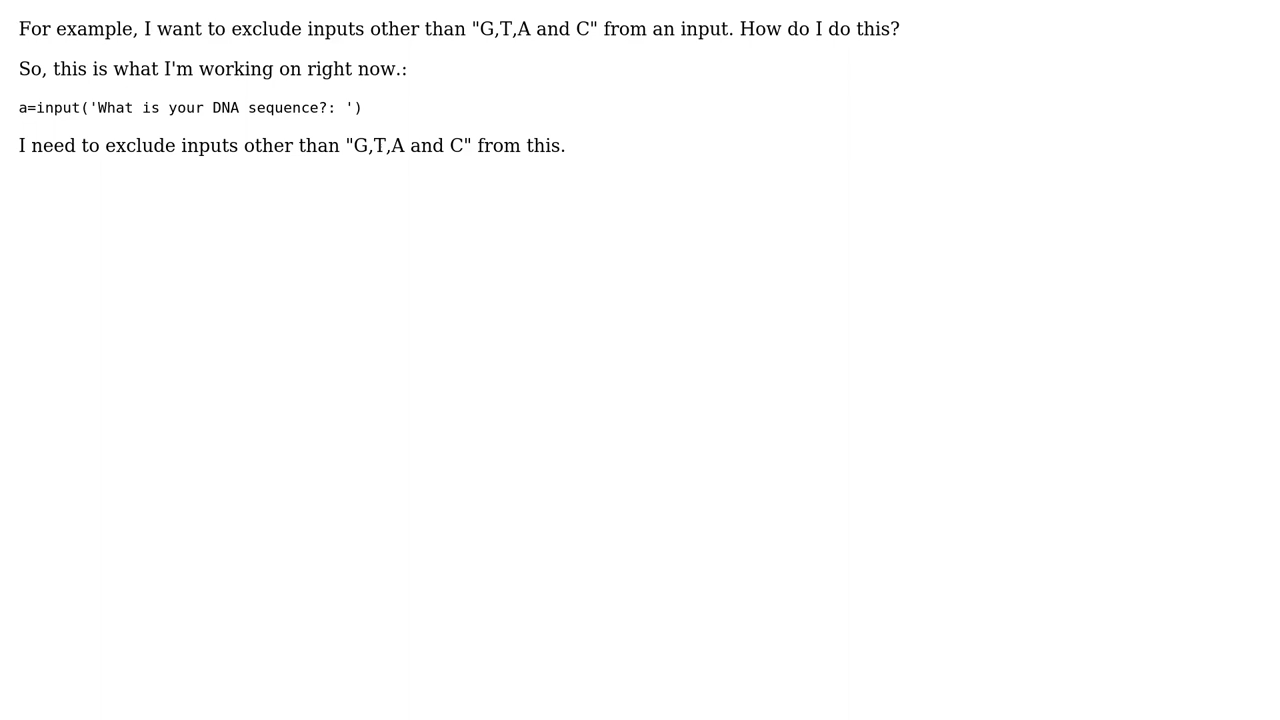 For example, I want to exclude inputs other than "G,T,A and C" from an input. How do I do this?
So, this is what I'm working on right now.:
a=input('What is your DNA sequence?: ')
I need to exclude inputs other than "G,T,A and C" from this.